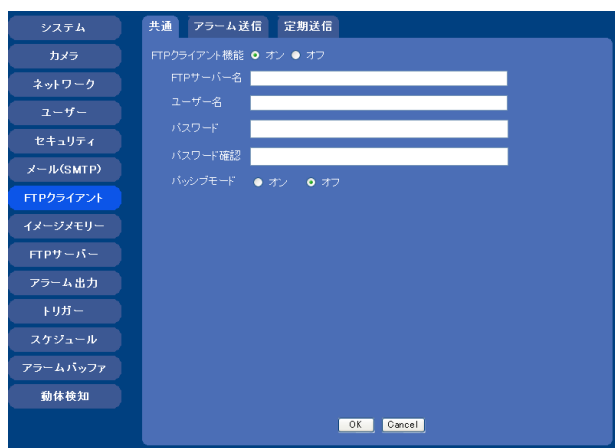 システム
カメラ
ネットワーク
ユーザー
セキュリティ
メール(SMTP)
FTPクライアント
イメージメモリー
FTPサーバー
アラーム出力
トリガー
スケジュール
アラームバッファ
動体検知
共通 アラーム送信 定期送信
FTPクライアント機能 オン オフ
FTPサーバー名
ユーザー名
パスワード
パスワード確認
パッシブモード オン オフ
OK Cancel